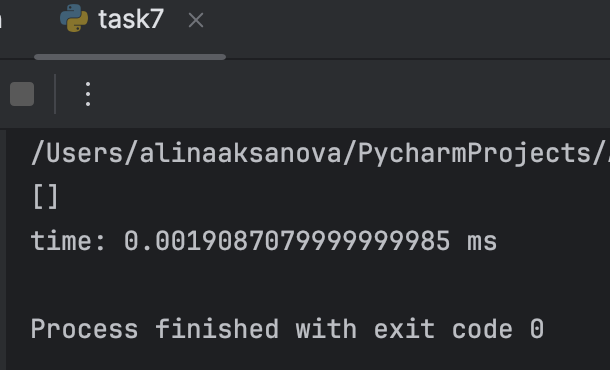 task7
/Users/alinaaksanova/PycharmProjects/
[]
time: 0.0019087079999999985 ms
Process finished with exit code 0